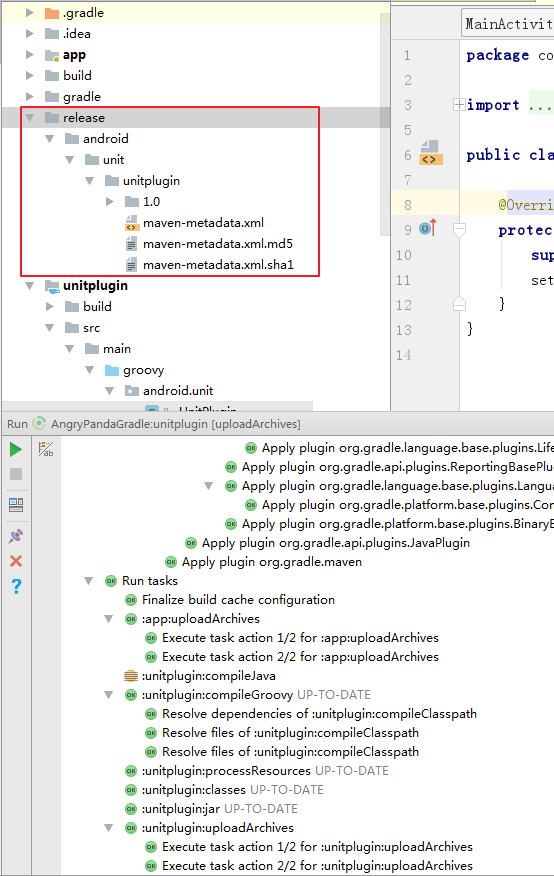 .gradle
.idea
app
build
gradle
release
android
unit
unitplugin
1.0
maven-metadata.xml
maven-metadata.xml.md5
maven-metadata.xml.sha1
unitplugin
build
src
main
groovy
android.unit
UnitPlugin
MainActivit
1 package co
2
3 import ...
5
6 public cla
7
8 @Overri
9 protec
10 sup
11 set
12 }
13 }
14
Run AngryPandaGradle:unitplugin [uploadArchives]
Apply plugin org.gradle.language.base.plugins.Life
Apply plugin org.gradle.api.plugins.ReportingBasePlu
Apply plugin org.gradle.language.base.plugins.Langua
Apply plugin org.gradle.platform.base.plugins.Con
Apply plugin org.gradle.platform.base.plugins.BinaryB
Apply plugin org.gradle.api.plugins.JavaPlugin
Apply plugin org.gradle.maven
Run tasks
Finalize build cache configuration
:app:uploadArchives
Execute task action 1/2 for :app:uploadArchives
Execute task action 2/2 for :app:uploadArchives
:unitplugin:compileJava
:unitplugin:compileGroovy UP-TO-DATE
Resolve dependencies of :unitplugin:compileClasspath
Resolve files of :unitplugin:compileClasspath
Resolve files of :unitplugin:compileClasspath
:unitplugin:processResources UP-TO-DATE
:unitplugin:classes UP-TO-DATE
:unitplugin:jar UP-TO-DATE
:unitplugin:uploadArchives
Execute task action 1/2 for :unitplugin:uploadArchives
Execute task action 2/2 for :unitplugin:uploadArchives